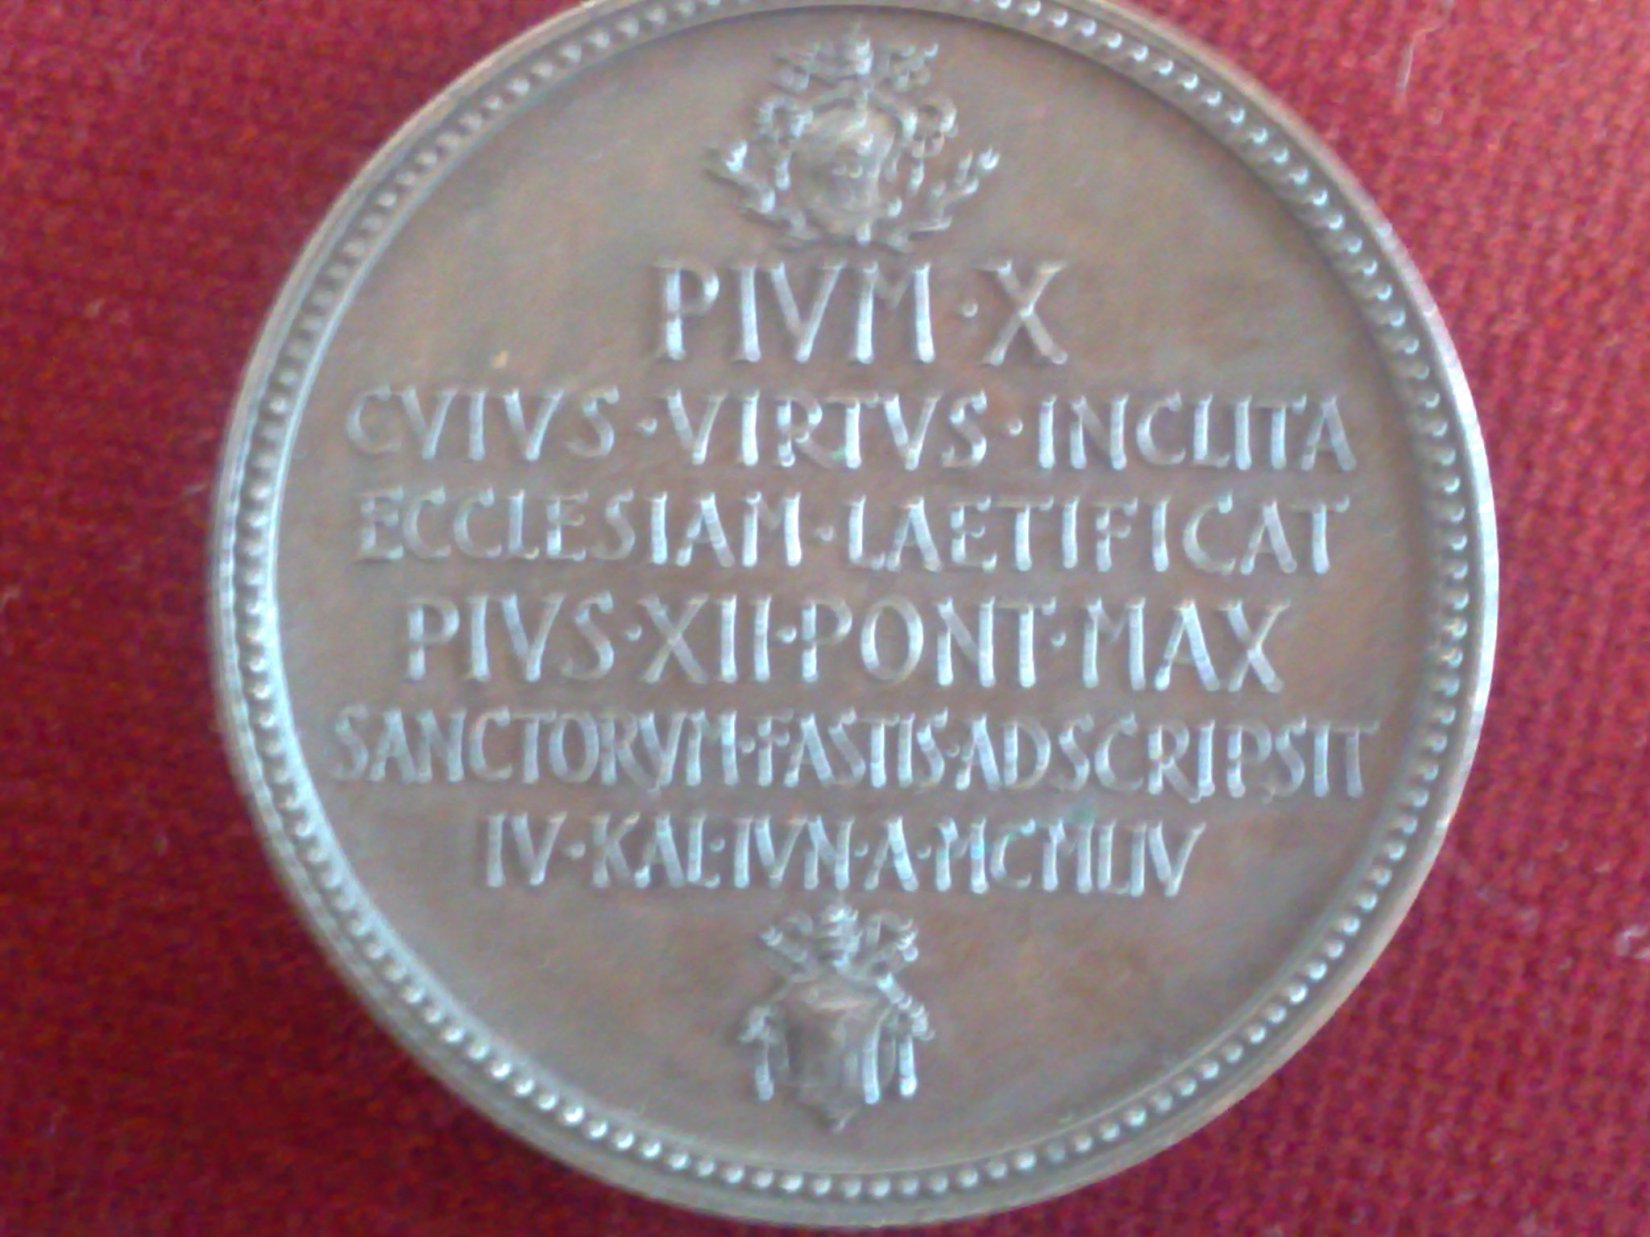 PIVM·X
CVIVS·VIRTVS·INCLITA
ECCLESIAM·LAETIFICAT
PIVS·XII·PONT·MAX
SANCTORVM·FASTIS·ADSCRIPSIT
IV·KAL·IVN·A·MCMLIV